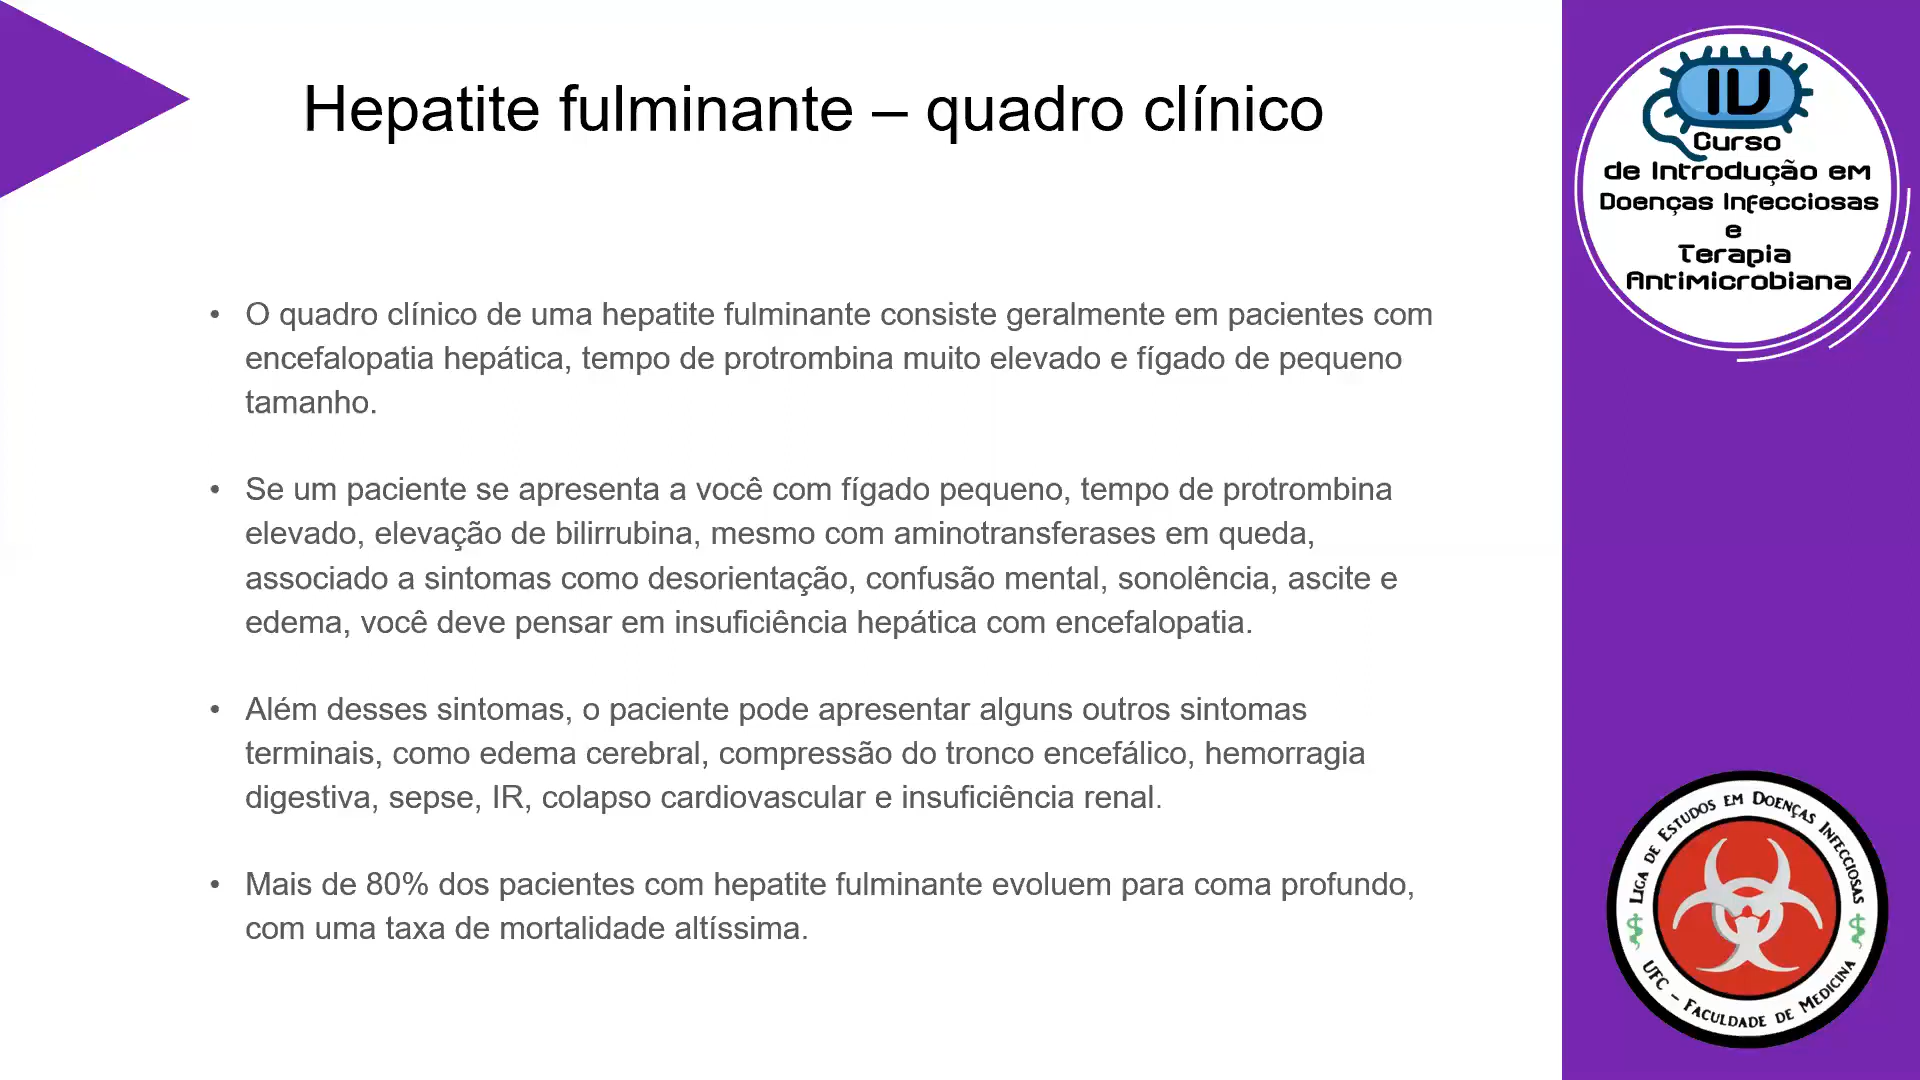 Hepatite fulminante – quadro clínico
• O quadro clínico de uma hepatite fulminante consiste geralmente em pacientes com
encefalopatia hepática, tempo de protrombina muito elevado e fígado de pequeno
tamanho.
• Se um paciente se apresenta a você com fígado pequeno, tempo de protrombina
elevado, elevação de bilirrubina, mesmo com aminotransferases em queda,
associado a sintomas como desorientação, confusão mental, sonolência, ascite e
edema, você deve pensar em insuficiência hepática com encefalopatia.
• Além desses sintomas, o paciente pode apresentar alguns outros sintomas
terminais, como edema cerebral, compressão do tronco encefálico, hemorragia
digestiva, sepse, IR, colapso cardiovascular e insuficiência renal.
• Mais de 80% dos pacientes com hepatite fulminante evoluem para coma profundo,
com uma taxa de mortalidade altíssima.
IV
Curso
de Introdução em
Doenças Infecciosas
e
Terapia
Antimicrobiana
Liga de Estudos em Doenças Infecciosas
UFC – Faculdade de Medicina